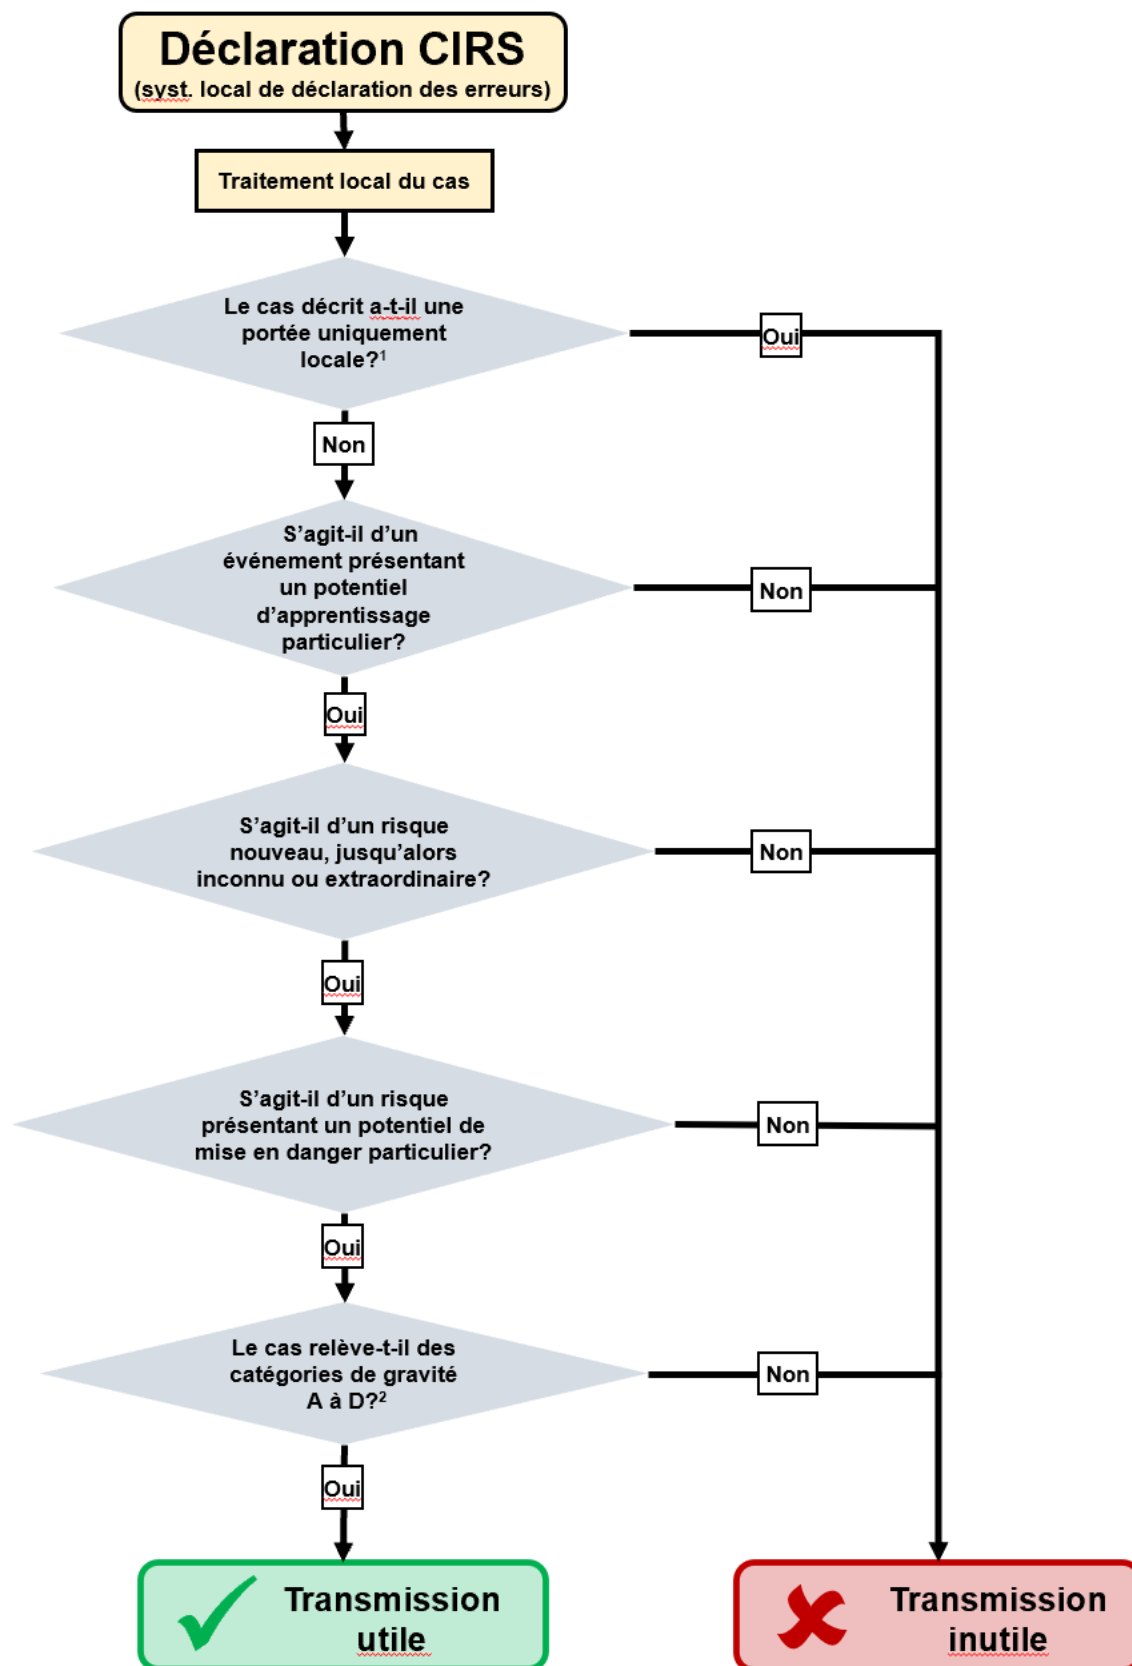 Déclaration CIRS
(syst. local de déclaration des erreurs)
Traitement local du cas
Le cas décrit a-t-il une
portée uniquement
locale?¹
Oui
Non
S’agit-il d’un
événement présentant
un potentiel
d’apprentissage
particulier?
Non
Oui
S’agit-il d’un risque
nouveau, jusqu’alors
inconnu ou extraordinaire?
Non
Oui
S’agit-il d’un risque
présentant un potentiel de
mise en danger particulier?
Non
Oui
Le cas relève-t-il des
catégories de gravité
A à D?²
Non
Oui
Transmission
utile
Transmission
inutile